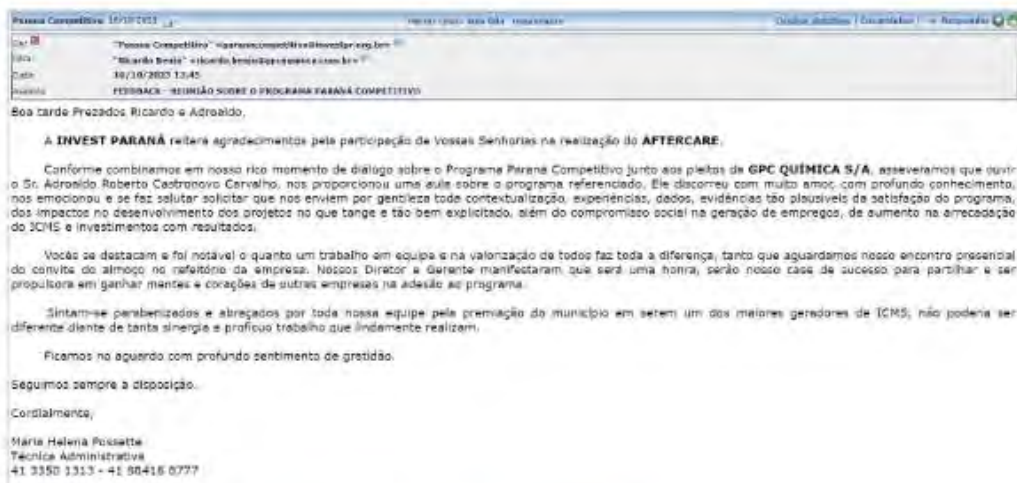 Parana Competitivo 10/10/2023
De:
"Parana Competitivo" <paranacompetitivo@investpr.org.br>
"Ricardo Benin"
Data 10/10/2023 13:45
FEEDBACK - REUNIÃO SOBRE O PROGRAMA PARANÁ COMPETITIVO
Boa tarde Prezados Ricardo e Adroaldo,
A INVEST PARANÁ reitera agradecimentos pela participação de Vossas Senhorias na realização do AFTERCARE.
Conforme combinamos em nosso rico momento de diálogo sobre o Programa Paraná Competitivo junto aos pleitos da GPC QUÍMICA S/A, asseveramos que ouvir
o Sr. Adroaldo Roberto Castronovo Carvalho, nos proporcionou uma aula sobre o programa referenciado. Ele discorreu com muito amor, com profundo conhecimento,
nos emocionou e se faz salutar solicitar que nos enviem por gentileza toda contextualização, experiências, dados, evidências tão plausíveis da satisfação do programa,
dos impactos no desenvolvimento dos projetos no que tange e tão bem explicitado, além do compromisso social na geração de empregos, de aumento na arrecadação
do ICMS e investimentos com resultados.
Vocês se destacam e foi notável o quanto um trabalho em equipe e na valorização de todos faz toda a diferença, tanto que aguardamos nosso encontro presencial
do convite do almoço no refeitório da empresa. Nossos Diretor e Gerente manifestaram que será uma honra, serão nosso case de sucesso para partilhar e ser
propulsora em ganhar mentes e corações de outras empresas na adesão ao programa.
Sintam-se parabenizados e abraçados por toda nossa equipe pela premiação do município em serem um dos maiores geradores de ICMS, não poderia ser
diferente diante de tanta sinergia e profícuo trabalho que lindamente realizam.
Ficamos no aguardo com profundo sentimento de gratidão.
Seguimos sempre a disposição.
Cordialmente,
Maria Helena Possette
Técnica Administrativa
41 3350 1313 - 41 98416 0777